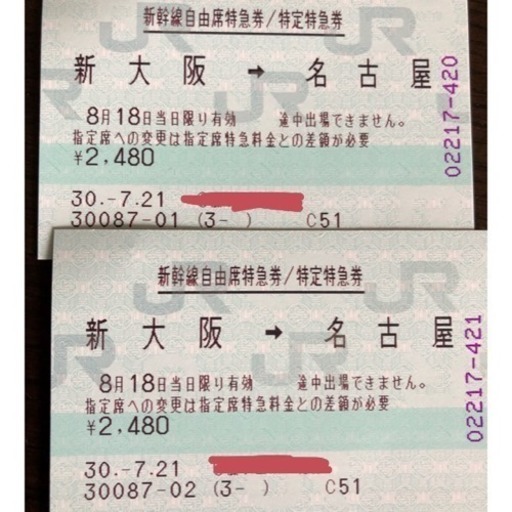 新幹線自由席特急券/特定特急券
新大阪 → 名古屋
8月18日当日限り有効 途中出場できません。
指定席への変更は指定席特急料金との差額が必要
¥2,480
30.-7.21
30087-01 (3- ) C51
02217-420
新幹線自由席特急券/特定特急券
新大阪 → 名古屋
8月18日当日限り有効 途中出場できません。
指定席への変更は指定席特急料金との差額が必要
¥2,480
30.-7.21
30087-02 (3- ) C51
02217-421